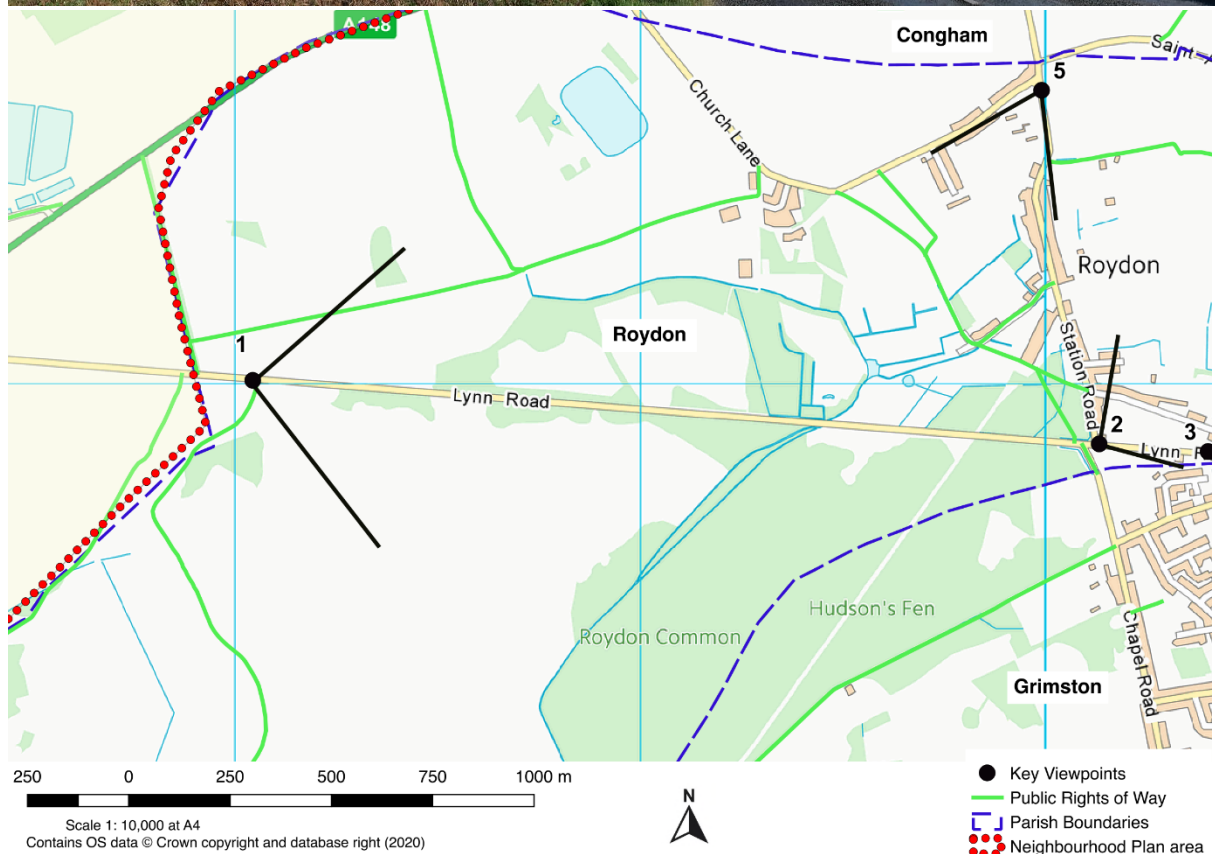 A148
Congham
Saint A
5
Church Lane
Roydon
Roydon
1
Station Road
Lynn Road
2
3
Lynn R
Hudson's Fen
Roydon Common
Chapel Road
Grimston
250 0 250 500 750 1000 m
Scale 1: 10,000 at A4
Contains OS data © Crown copyright and database right (2020)
N
Key Viewpoints
Public Rights of Way
Parish Boundaries
Neighbourhood Plan area